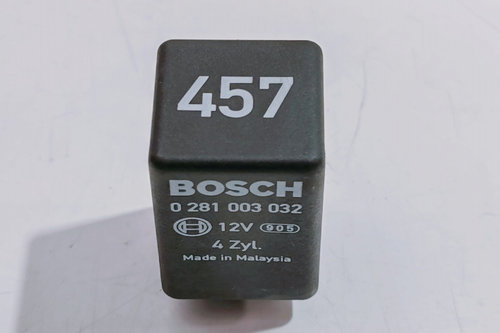 457
BOSCH
0 281 003 032
12V 905
4 Zyl.
Made in Malaysia